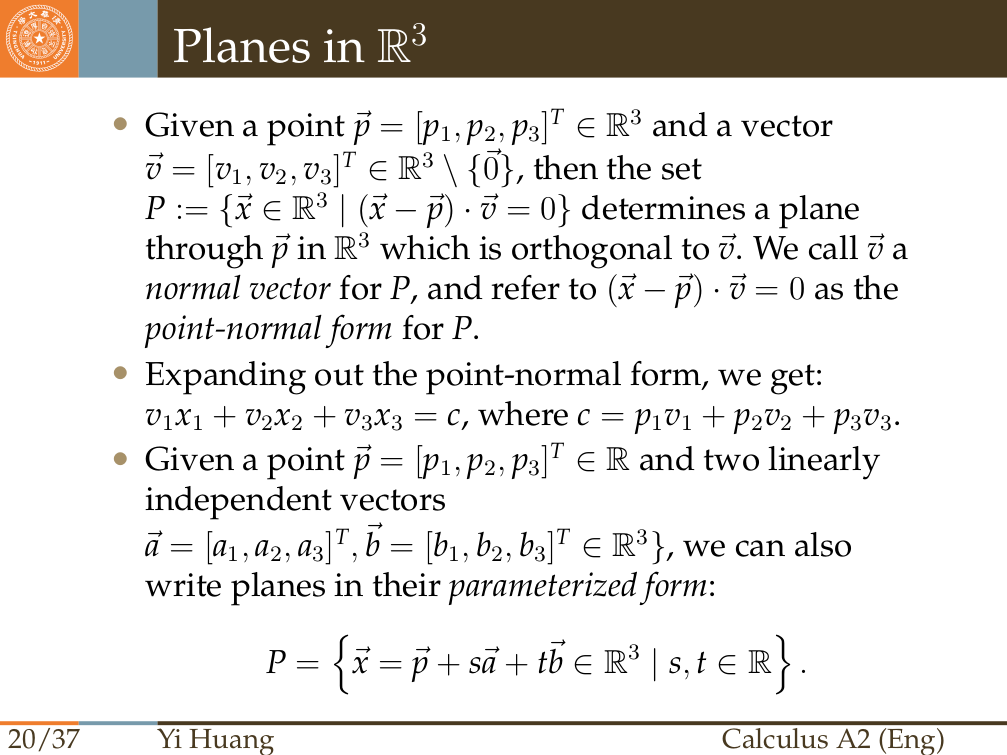 Planes in ℝ³
• Given a point p⃗ = [p₁, p₂, p₃]ᵀ ∈ ℝ³ and a vector
v⃗ = [v₁, v₂, v₃]ᵀ ∈ ℝ³ \ {0⃗}, then the set
P := {x⃗ ∈ ℝ³ | (x⃗ − p⃗) · v⃗ = 0} determines a plane
through p⃗ in ℝ³ which is orthogonal to v⃗. We call v⃗ a
normal vector for P, and refer to (x⃗ − p⃗) · v⃗ = 0 as the
point-normal form for P.
• Expanding out the point-normal form, we get:
v₁x₁ + v₂x₂ + v₃x₃ = c, where c = p₁v₁ + p₂v₂ + p₃v₃.
• Given a point p⃗ = [p₁, p₂, p₃]ᵀ ∈ ℝ and two linearly
independent vectors
a⃗ = [a₁, a₂, a₃]ᵀ, b⃗ = [b₁, b₂, b₃]ᵀ ∈ ℝ³}, we can also
write planes in their parameterized form:
P = {x⃗ = p⃗ + sa⃗ + tb⃗ ∈ ℝ³ | s, t ∈ ℝ}.
20/37 Yi Huang Calculus A2 (Eng)